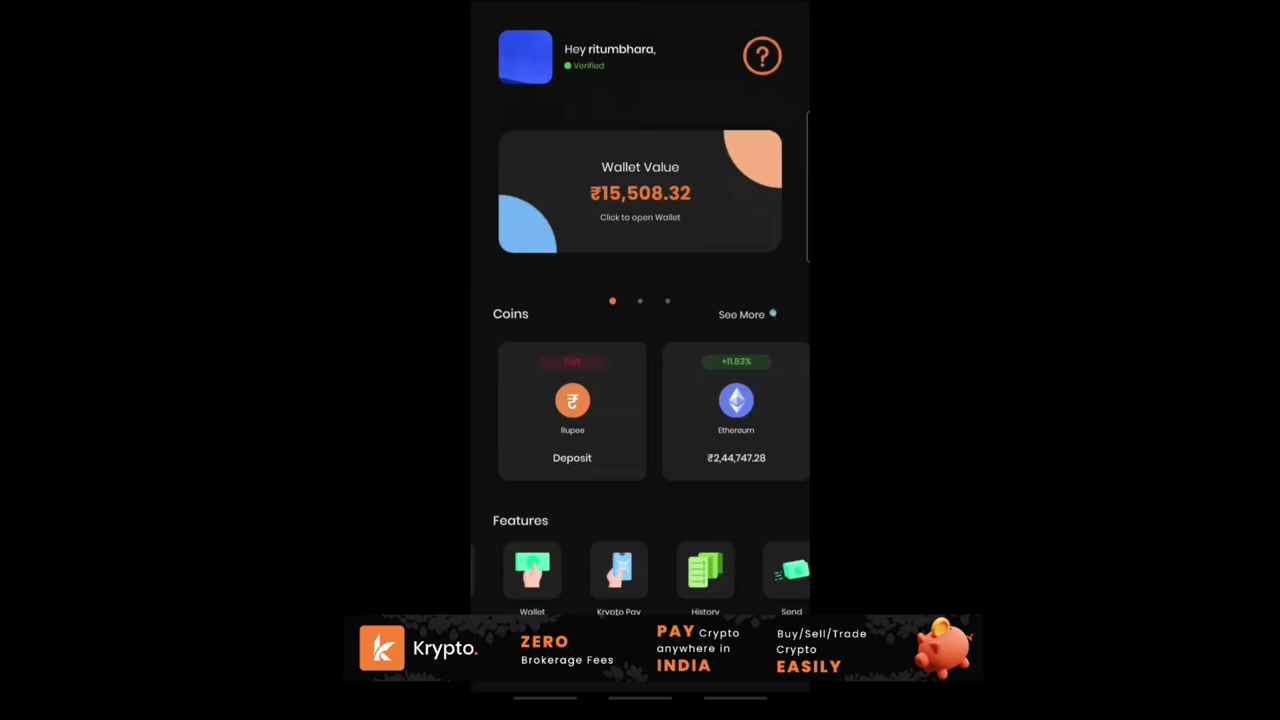 Hey ritumbhara,
Verified
?
Wallet Value
₹15,508.32
Click to open Wallet
Coins
See More
+11.83%
₹
Rupee
Ethereum
Deposit
₹2,44,747.28
Features
Wallet
Krypto Pay
History
Send
Krypto.
ZERO
Brokerage Fees
PAY Crypto
anywhere in
INDIA
Buy/Sell/Trade
Crypto
EASILY